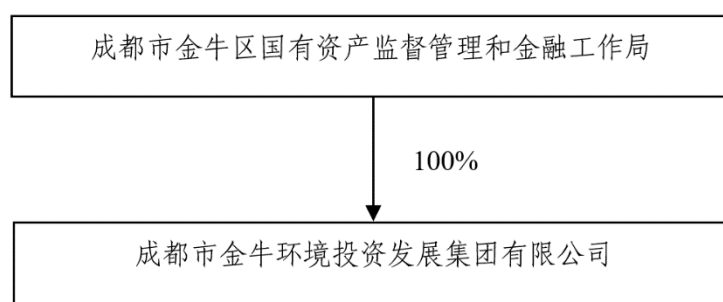 成都市金牛区国有资产监督管理和金融工作局
100%
成都市金牛环境投资发展集团有限公司